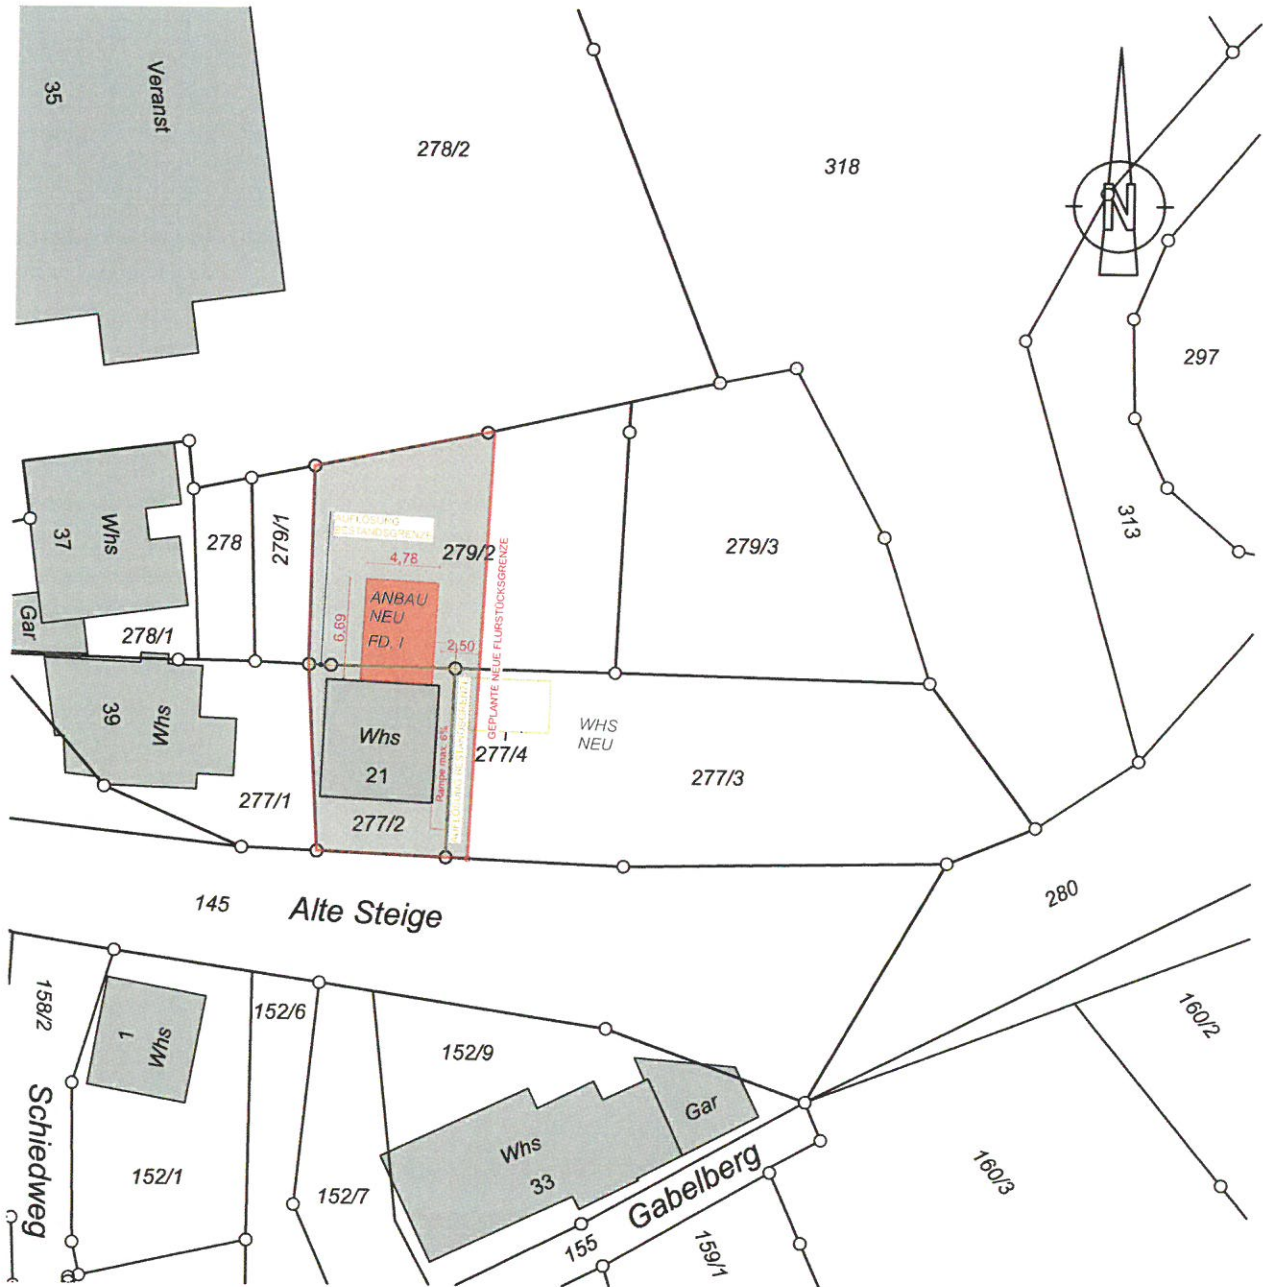 Veranst
35
278/2
318
N
297
313
Whs
37
Gar
278
279/1
278/1
AUFLÖSUNG
BESTANDSGRENZE
4,78
279/2
279/3
ANBAU
NEU
FD. I
6,69
2,50
GEPLANTE NEUE FLURSTÜCKSGRENZE
39
Whs
Whs
21
Rampe max. 6%
AUFLÖSUNG BESTANDSGRENZE
277/4
WHS
NEU
277/3
277/1
277/2
145
Alte Steige
280
158/2
1
Whs
152/6
152/9
160/2
Schiedweg
152/1
152/7
Whs
33
Gar
Gabelberg
155
159/1
160/3